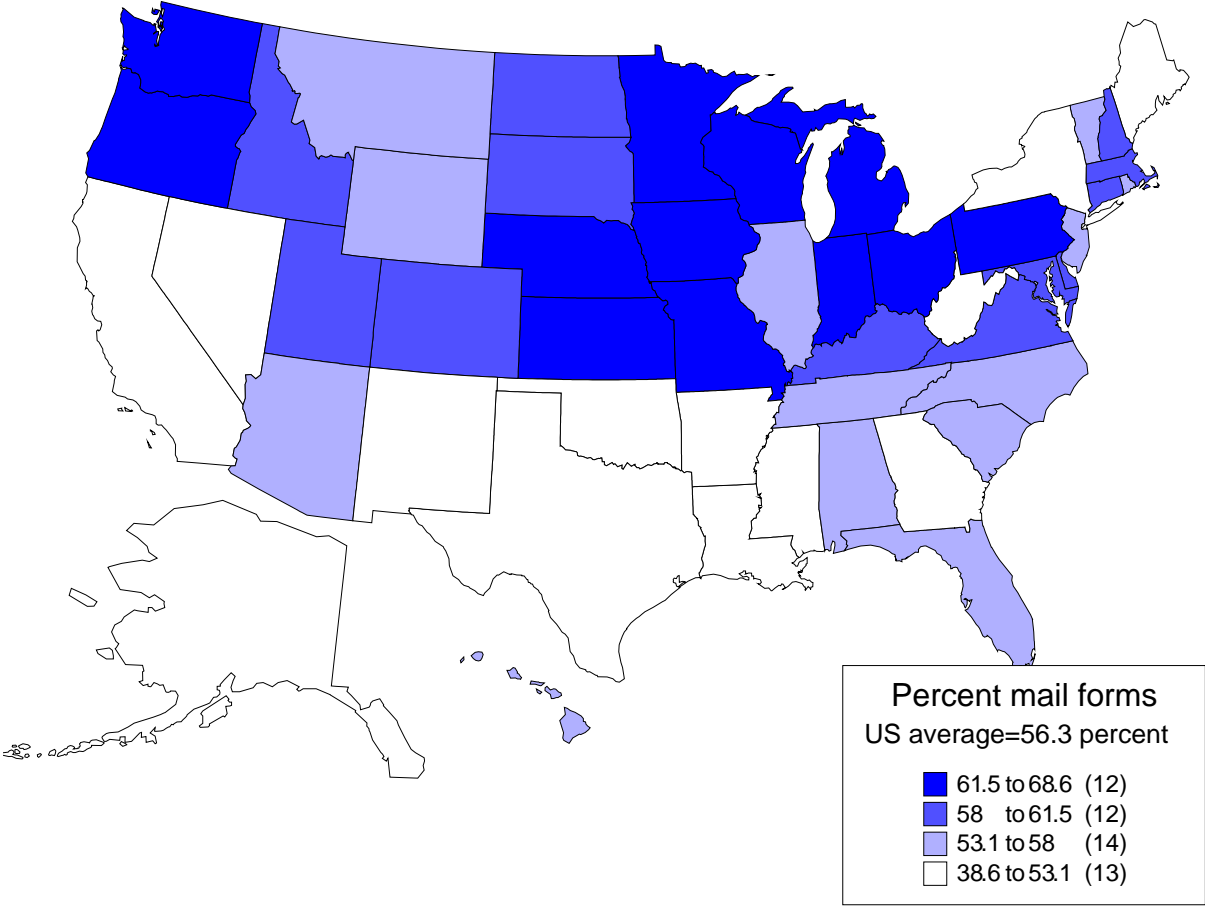 Percent mail forms
US average=56.3 percent
61.5 to 68.6 (12)
58 to 61.5 (12)
53.1 to 58 (14)
38.6 to 53.1 (13)